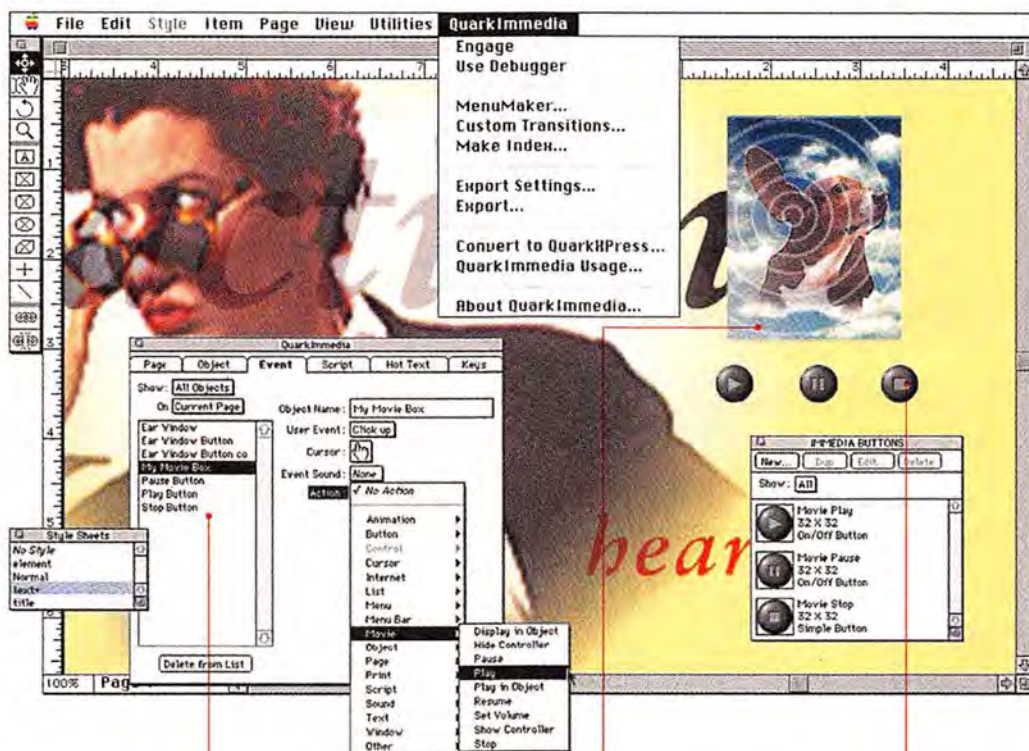 File Edit Style Item Page View Utilities QuarkImmedia
Engage
Use Debugger
MenuMaker...
Custom Transitions...
Make Index...
Export Settings...
Export...
Convert to QuarkXPress...
QuarkImmedia Usage...
About QuarkImmedia...
QuarkImmedia
Page Object Event Script Hot Text Keys
Show: All Objects
On Current Page
Ear Window
Ear Window Button
Ear Window Button co
My Movie Box
Pause Button
Play Button
Stop Button
Delete from List
Object Name: My Movie Box
User Event: Click up
Cursor:
Event Sound: None
Action: ✓ No Action
Animation
Button
Control
Cursor
Internet
List
Menu
Menu Bar
Movie
Object
Page
Print
Script
Sound
Text
Window
Other
Display in Object
Hide Controller
Pause
Play
Play in Object
Resume
Set Volume
Show Controller
Stop
Style Sheets
No Style
element
Normal
text+
title
hear
IMMEDIA BUTTONS
New... Dup Edit... Delete
Show: All
Movie Play
32 X 32
On/Off Button
Movie Pause
32 X 32
On/Off Button
Movie Stop
32 X 32
Simple Button
100%